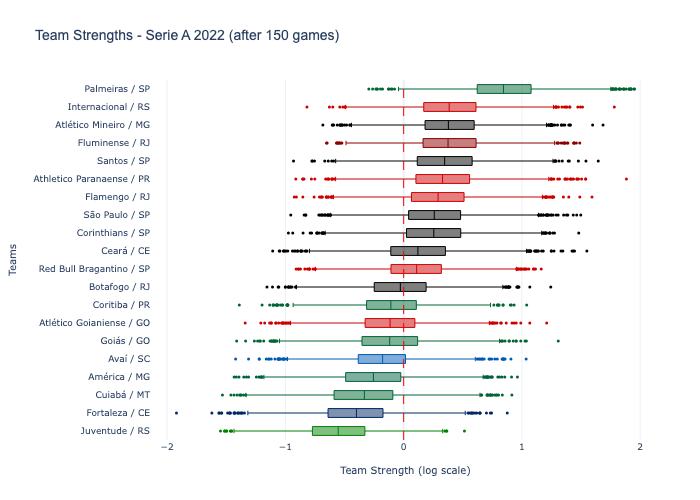 Team Strengths - Serie A 2022 (after 150 games)
Palmeiras / SP
Internacional / RS
Atlético Mineiro / MG
Fluminense / RJ
Santos / SP
Athletico Paranaense / PR
Flamengo / RJ
São Paulo / SP
Corinthians / SP
Ceará / CE
Red Bull Bragantino / SP
Botafogo / RJ
Coritiba / PR
Atlético Goianiense / GO
Goiás / GO
Avaí / SC
América / MG
Cuiabá / MT
Fortaleza / CE
Juventude / RS
Teams
−2 −1 0 1 2
Team Strength (log scale)